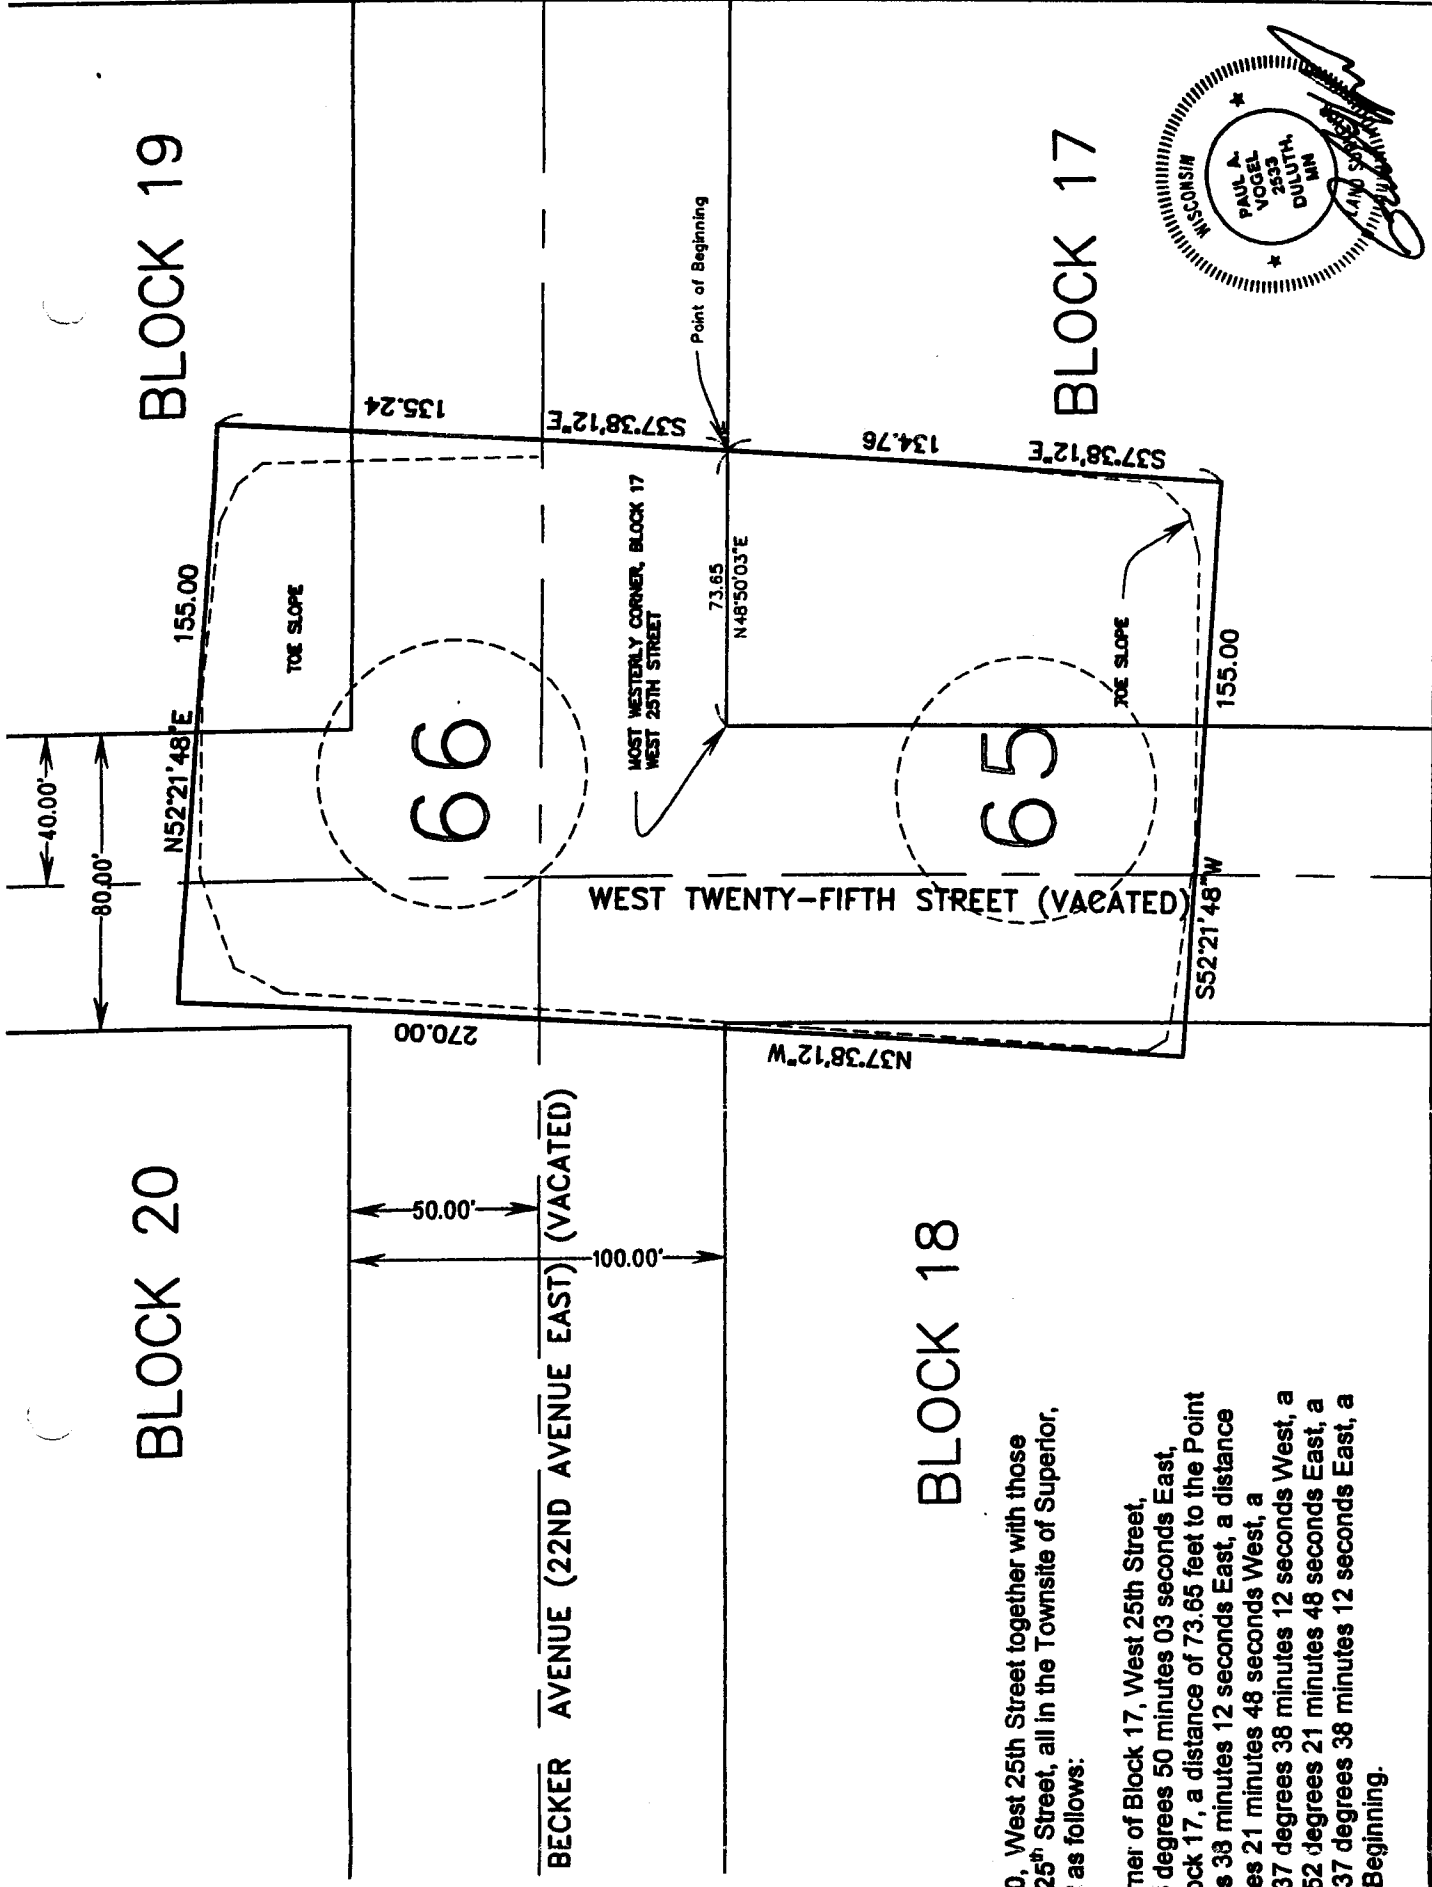 BLOCK 20
BLOCK 19
BLOCK 18
BLOCK 17
40.00'
80.00'
N52°21'48"E
155.00
TOE SLOPE
135.24
S37°38'12"E
Point of Beginning
270.00
66
MOST WESTERLY CORNER, BLOCK 17
WEST 25TH STREET
73.65
N48°50'03"E
134.76
S37°38'12"E
50.00'
100.00'
BECKER AVENUE (22ND AVENUE EAST) (VACATED)
WEST TWENTY-FIFTH STREET (VACATED)
N37°38'12"W
65
TOE SLOPE
S52°21'48"W
155.00
WISCONSIN
PAUL A.
VOGEL
2533
DULUTH,
MN
LAND SURVEYOR
0, West 25th Street together with those
25th Street, all in the Townsite of Superior,
as follows:
ner of Block 17, West 25th Street,
degrees 50 minutes 03 seconds East,
ock 17, a distance of 73.65 feet to the Point
s 38 minutes 12 seconds East, a distance
es 21 minutes 48 seconds West, a
37 degrees 38 minutes 12 seconds West, a
52 degrees 21 minutes 48 seconds East, a
37 degrees 38 minutes 12 seconds East, a
Beginning.